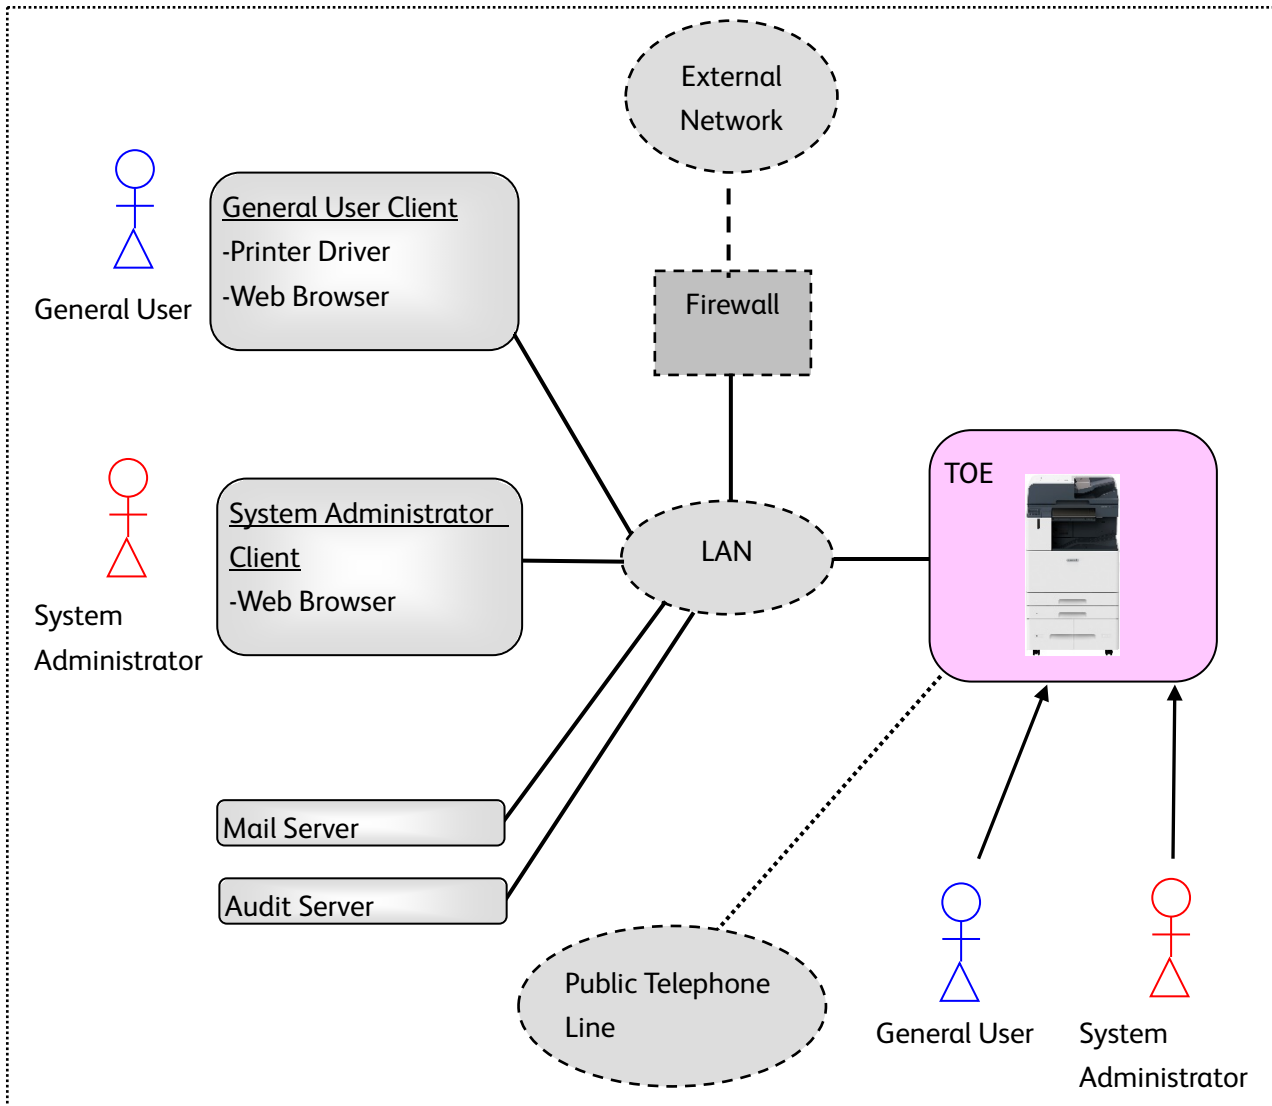 External
Network
General User Client
-Printer Driver
-Web Browser
General User
Firewall
TOE
System Administrator
Client
-Web Browser
LAN
System
Administrator
Mail Server
Audit Server
Public Telephone
Line
General User
System
Administrator